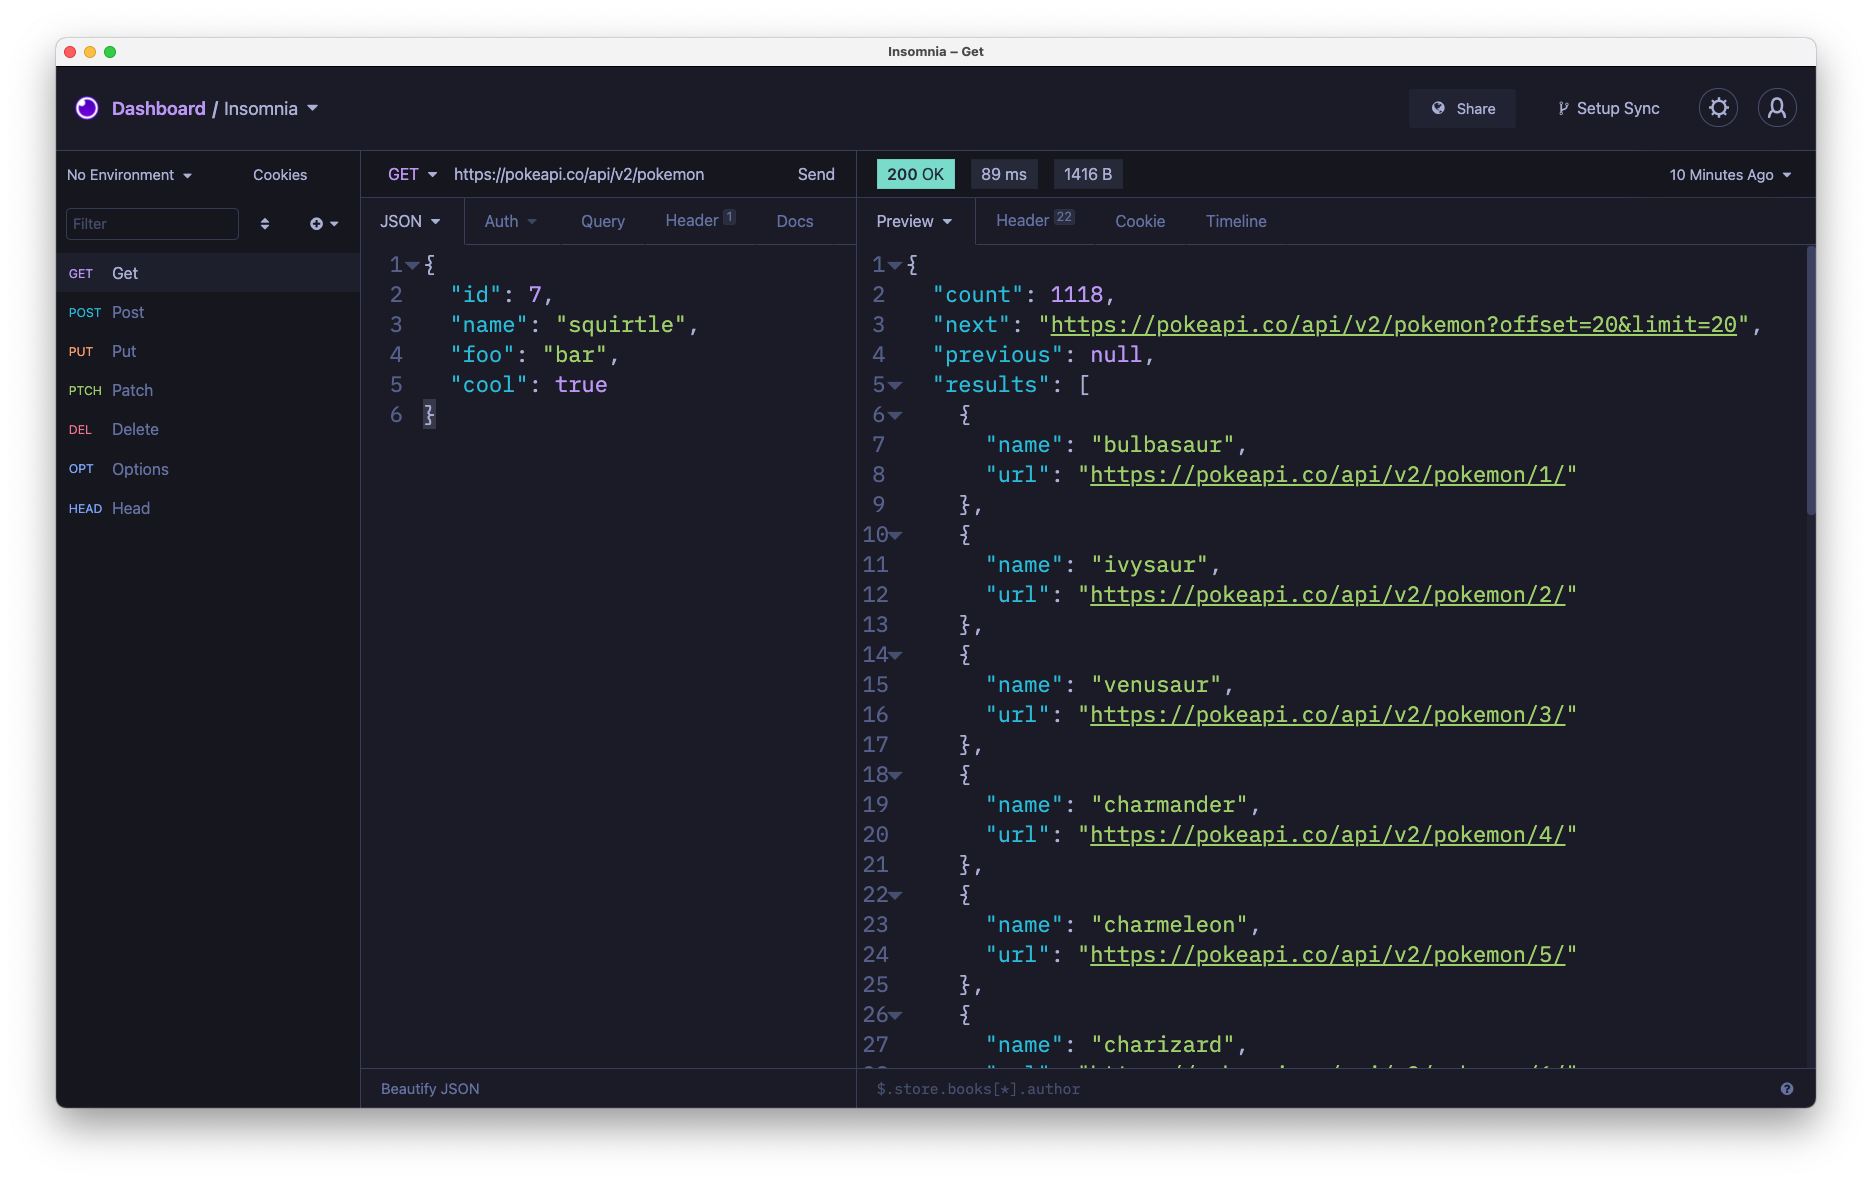 Insomnia – Get
Dashboard / Insomnia
Share
Setup Sync
No Environment
Cookies
Filter
GET Get
POST Post
PUT Put
PTCH Patch
DEL Delete
OPT Options
HEAD Head
GET https://pokeapi.co/api/v2/pokemon Send
JSON Auth Query Header 1 Docs
1 {
2 "id": 7,
3 "name": "squirtle",
4 "foo": "bar",
5 "cool": true
6 }
Beautify JSON
200 OK 89 ms 1416 B 10 Minutes Ago
Preview Header 22 Cookie Timeline
1 {
2 "count": 1118,
3 "next": "https://pokeapi.co/api/v2/pokemon?offset=20&limit=20",
4 "previous": null,
5 "results": [
6 {
7 "name": "bulbasaur",
8 "url": "https://pokeapi.co/api/v2/pokemon/1/"
9 },
10 {
11 "name": "ivysaur",
12 "url": "https://pokeapi.co/api/v2/pokemon/2/"
13 },
14 {
15 "name": "venusaur",
16 "url": "https://pokeapi.co/api/v2/pokemon/3/"
17 },
18 {
19 "name": "charmander",
20 "url": "https://pokeapi.co/api/v2/pokemon/4/"
21 },
22 {
23 "name": "charmeleon",
24 "url": "https://pokeapi.co/api/v2/pokemon/5/"
25 },
26 {
27 "name": "charizard",
$.store.books[*].author